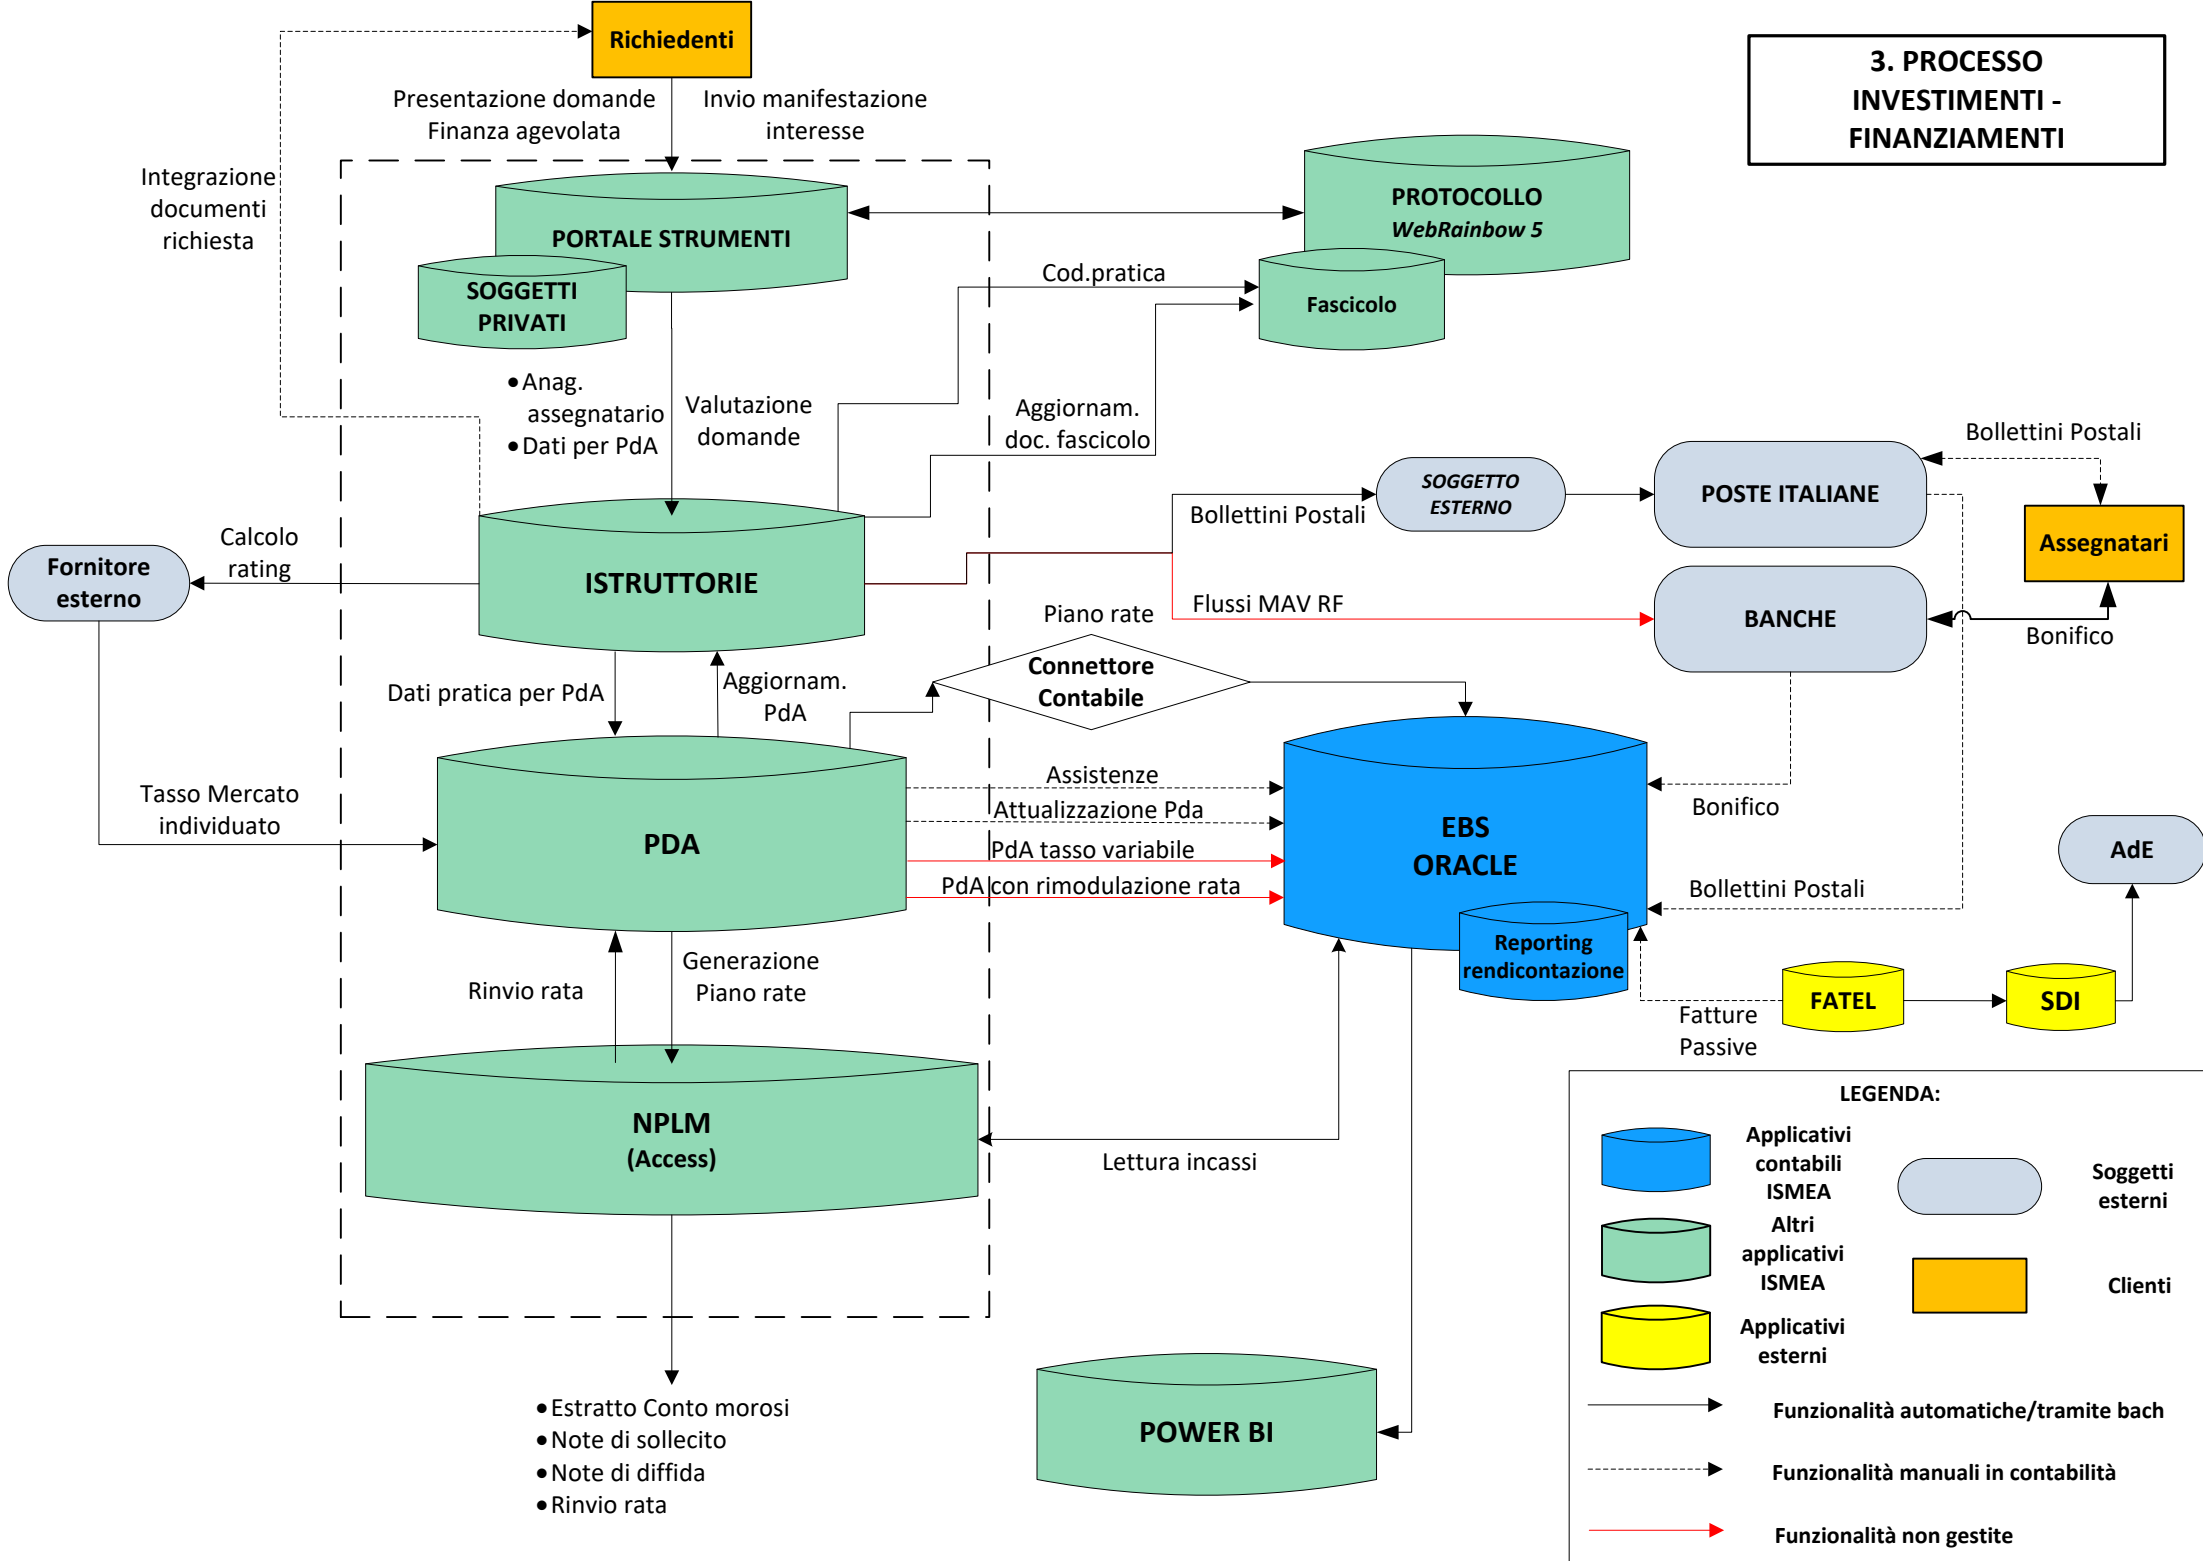 Richiedenti
3. PROCESSO
INVESTIMENTI -
FINANZIAMENTI
Presentazione domande
Finanza agevolata
Invio manifestazione
interesse
Integrazione
documenti
richiesta
PORTALE STRUMENTI
SOGGETTI
PRIVATI
PROTOCOLLO
WebRainbow 5
Fascicolo
Cod.pratica
• Anag.
assegnatario
• Dati per PdA
Valutazione
domande
Aggiornam.
doc. fascicolo
Bollettini Postali
SOGGETTO
ESTERNO
POSTE ITALIANE
Bollettini Postali
Assegnatari
Calcolo
rating
Fornitore
esterno
ISTRUTTORIE
Flussi MAV RF
BANCHE
Bonifico
Piano rate
Connettore
Contabile
Dati pratica per PdA
Aggiornam.
PdA
Tasso Mercato
individuato
PDA
Assistenze
Attualizzazione Pda
PdA tasso variabile
PdA con rimodulazione rata
EBS
ORACLE
Bonifico
Bollettini Postali
AdE
Reporting
rendicontazione
Rinvio rata
Generazione
Piano rate
FATEL
SDI
Fatture
Passive
NPLM
(Access)
Lettura incassi
• Estratto Conto morosi
• Note di sollecito
• Note di diffida
• Rinvio rata
POWER BI
LEGENDA:
Applicativi
contabili
ISMEA
Soggetti
esterni
Altri
applicativi
ISMEA
Clienti
Applicativi
esterni
Funzionalità automatiche/tramite bach
Funzionalità manuali in contabilità
Funzionalità non gestite